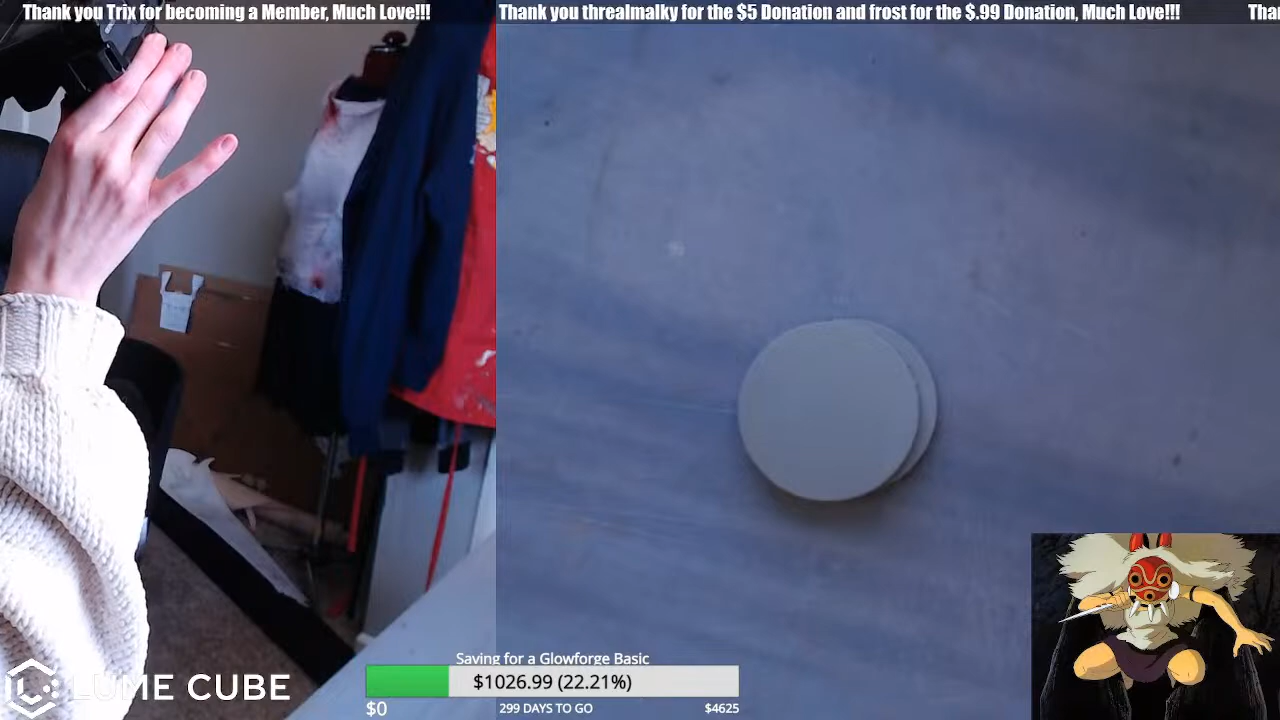 Thank you Trix for becoming a Member, Much Love!!! Thank you threalmalky for the $5 Donation and frost for the $.99 Donation, Much Love!!!
LUME CUBE
Saving for a Glowforge Basic
$1026.99 (22.21%)
$0 299 DAYS TO GO $4625